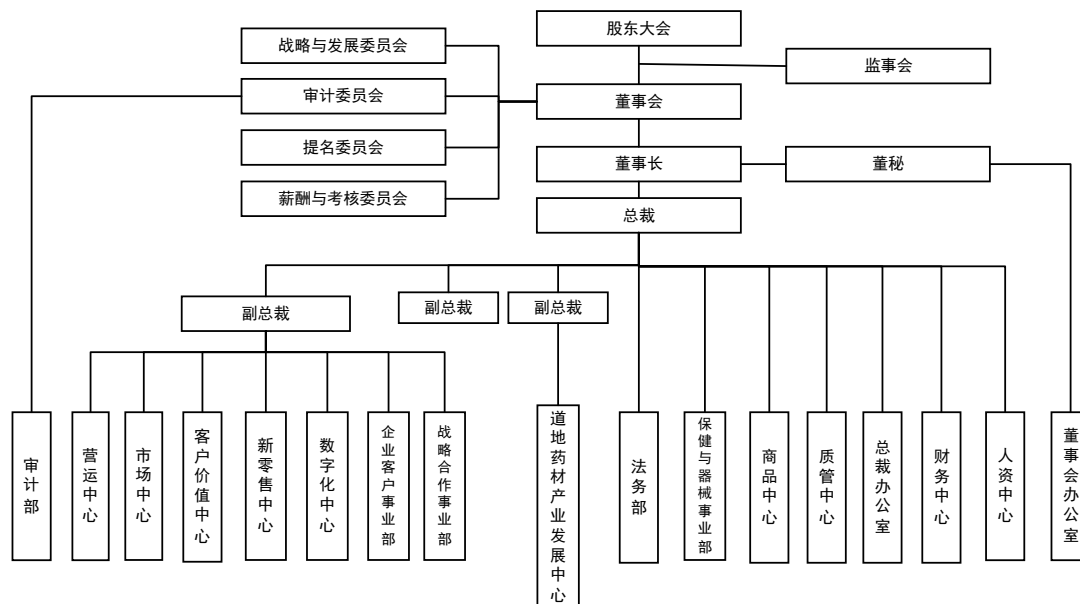 股东大会
战略与发展委员会
监事会
审计委员会
董事会
提名委员会
董事长
董秘
薪酬与考核委员会
总裁
副总裁
副总裁
副总裁
审计部
营运中心
市场中心
客户价值中心
新零售中心
数字化中心
企业客户事业部
战略合作事业部
道地药材产业发展中心
法务部
保健与器械事业部
商品中心
质管中心
总裁办公室
财务中心
人资中心
董事会办公室